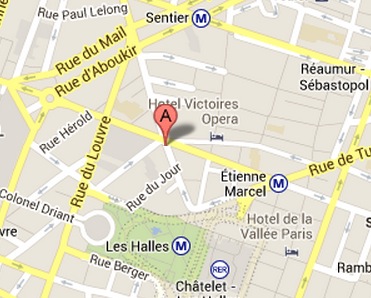 Rue Paul Lelong
Sentier M
Rue du Mail
Rue d'Aboukir
Réaumur -
Sébastopol
Hotel Victoires
Opera
A
Rue Hérold
Rue du Louvre
Rue du Jour
Étienne
Marcel M
Rue de Tu
Colonel Driant
Hotel de la
Vallée Paris
vre
Les Halles M
Ramb
Rue Berger
RER
Châtelet -